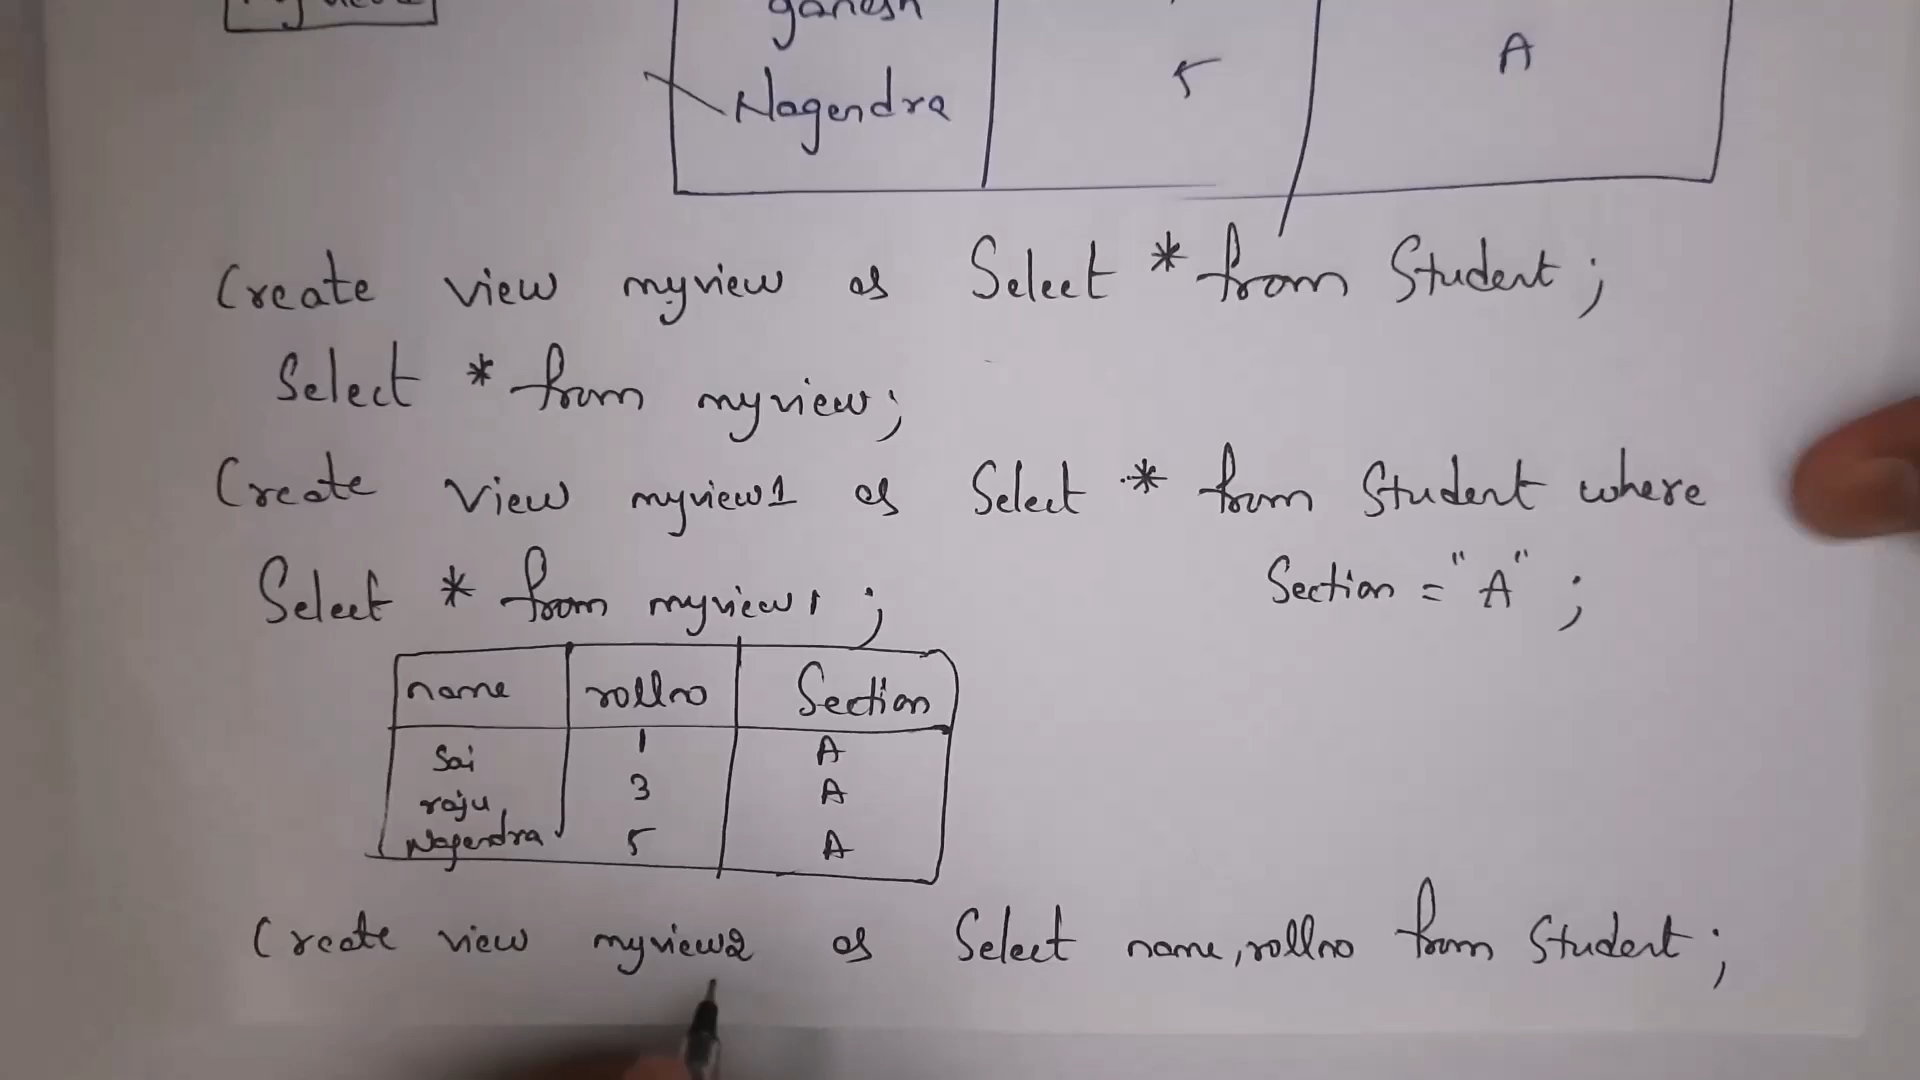 ganesh
Nagendra 5 A
Create view myview as Select * from Student;
Select * from myview;
Create view myview1 as Select * from Student where
Section = "A" ;
Select * from myview1 ;
name rollno Section
Sai 1 A
raju 3 A
Nagendra 5 A
Create view myview2 as Select name, rollno from Student;